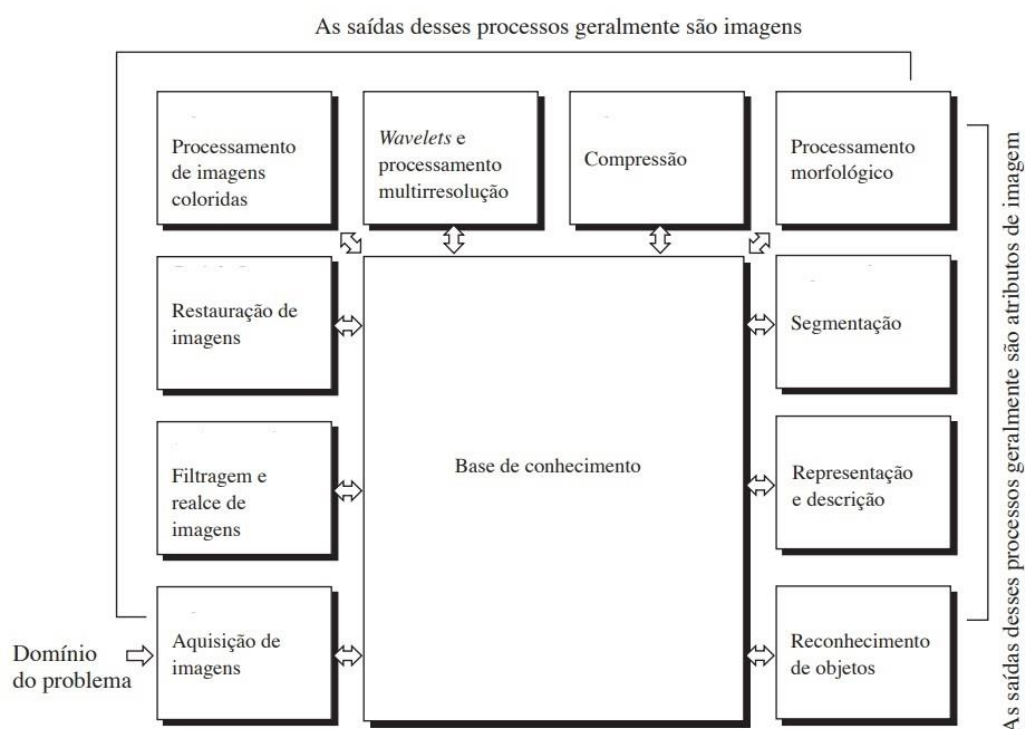 As saídas desses processos geralmente são imagens
Processamento
de imagens
coloridas
Wavelets e
processamento
multirresolução
Compressão
Processamento
morfológico
Restauração de
imagens
Segmentação
Filtragem e
realce de
imagens
Base de conhecimento
Representação
e descrição
Domínio
do problema
Aquisição de
imagens
Reconhecimento
de objetos
As saídas desses processos geralmente são atributos de imagem